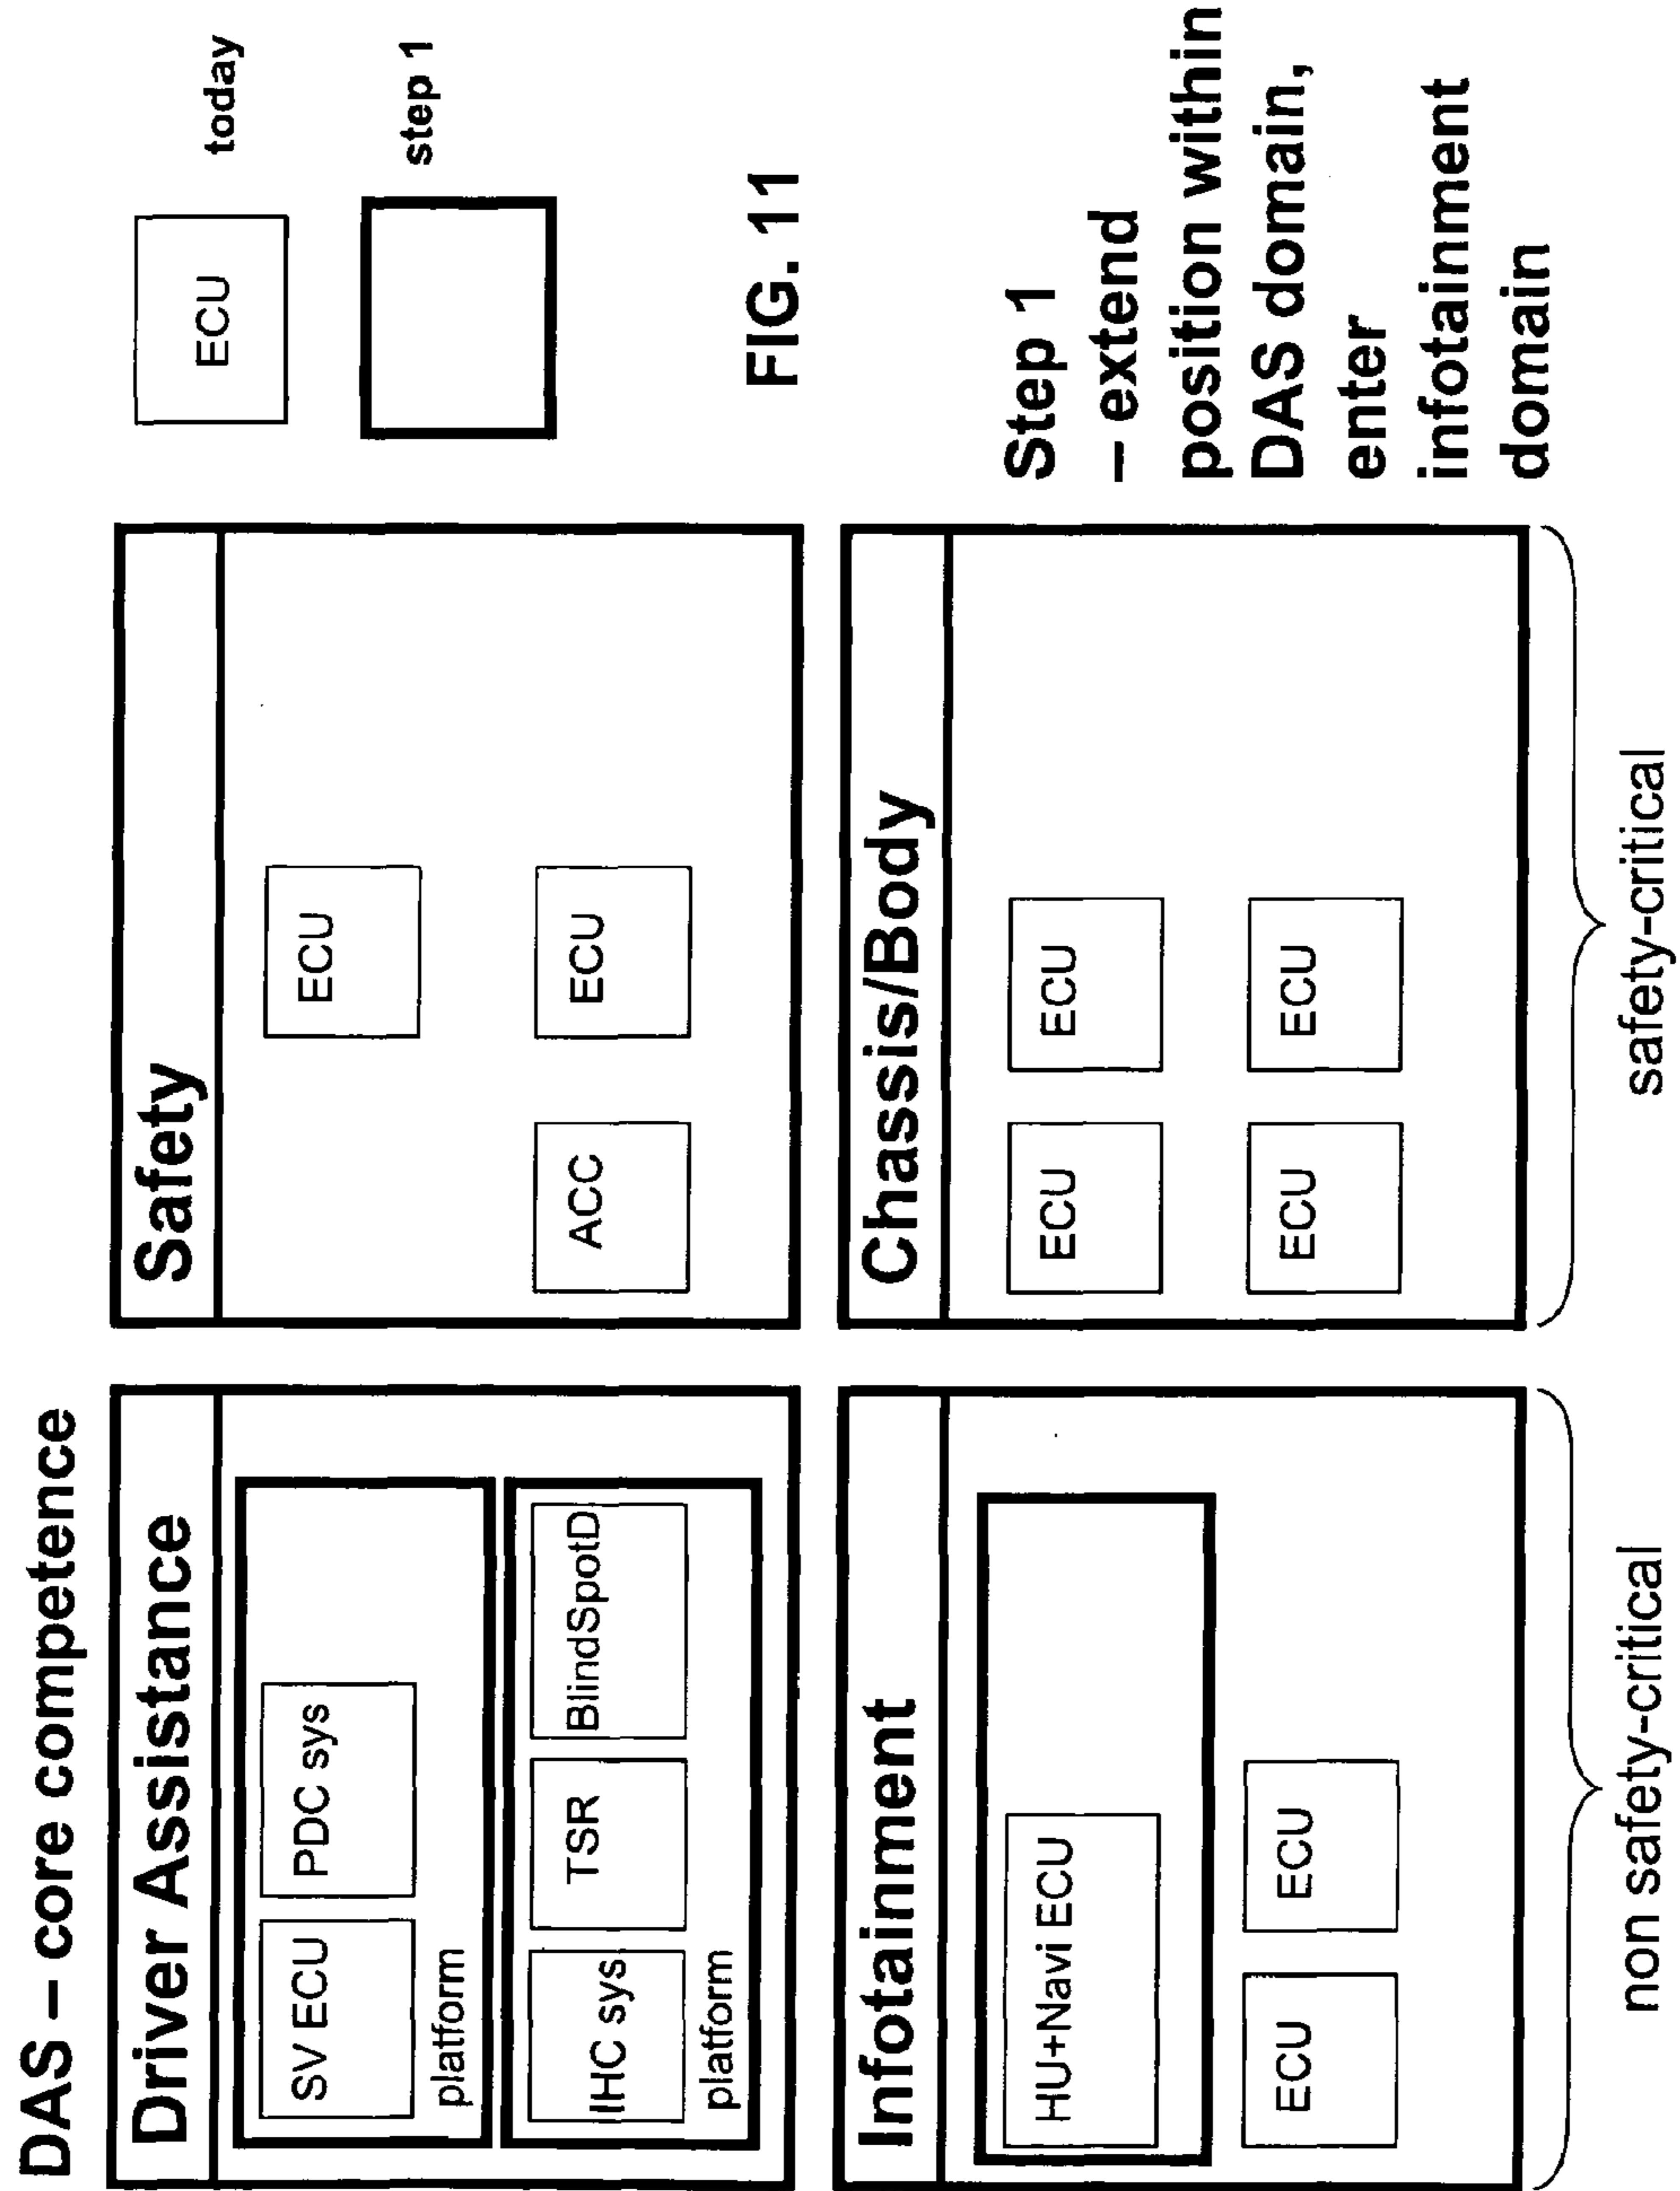 DAS – core competence
Driver Assistance
SV ECU
PDC sys
platform
IHC sys
TSR
BlindSpotD
platform
Safety
ECU
ACC
ECU
ECU
today
step 1
FIG. 11
Infotainment
HU+Navi ECU
ECU
ECU
non safety-critical
Chassis/Body
ECU
ECU
ECU
ECU
safety-critical
Step 1
– extend
position within
DAS domain,
enter
infotainment
domain